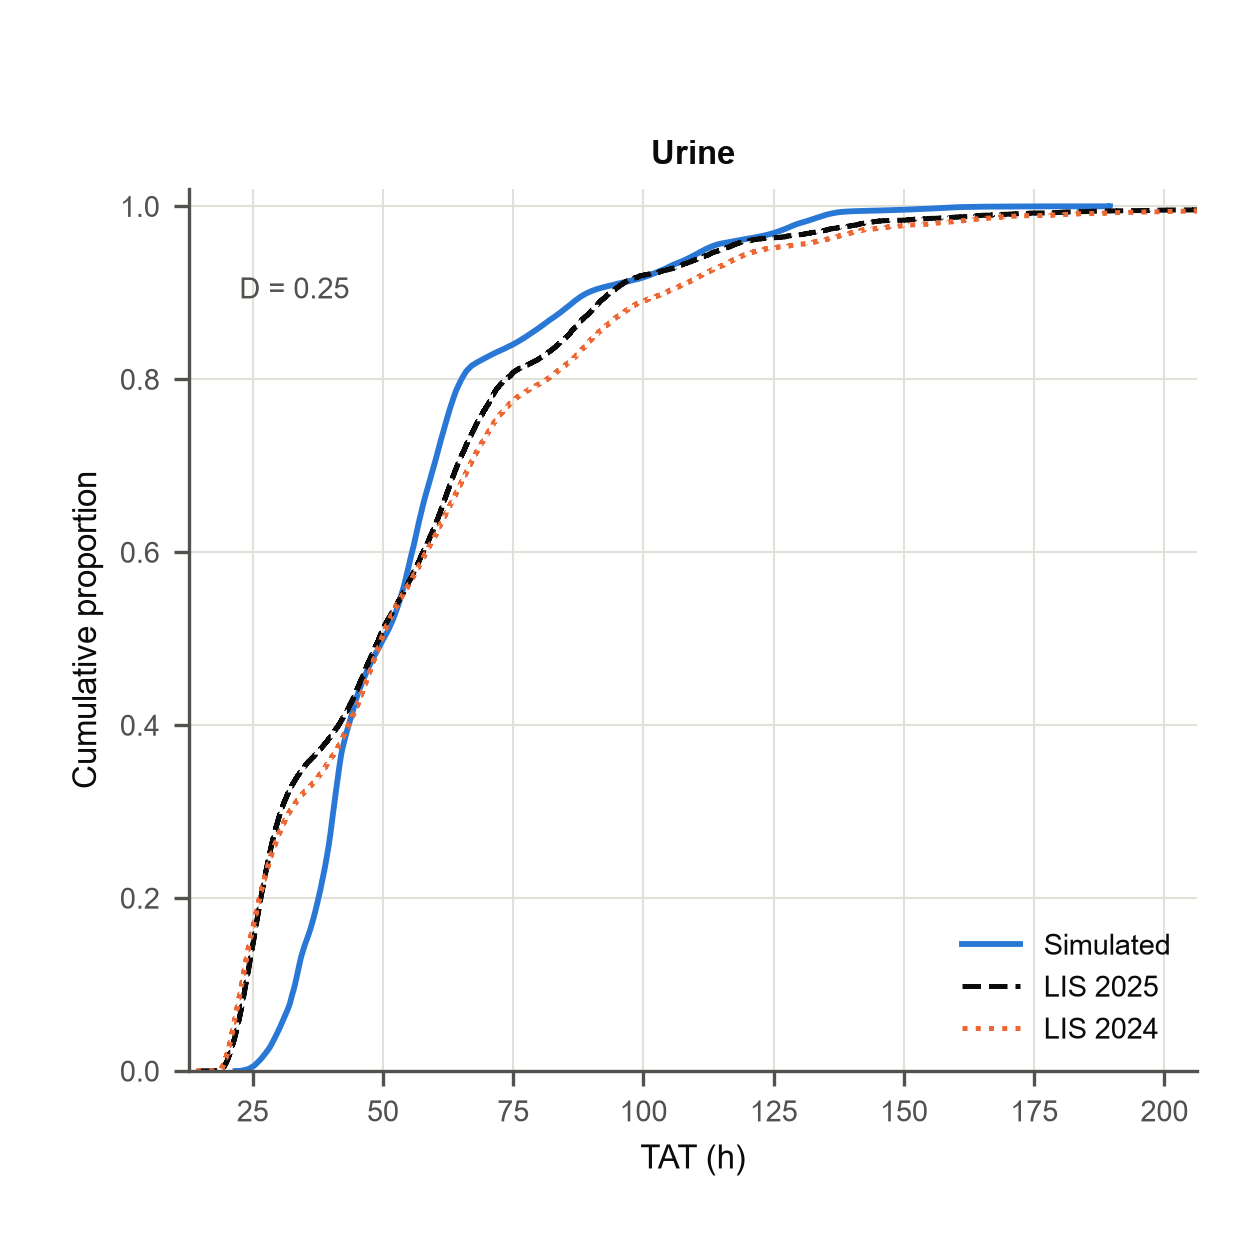 Urine
D = 0.25
Cumulative proportion
1.0
0.8
0.6
0.4
0.2
0.0
25 50 75 100 125 150 175 200
TAT (h)
Simulated
LIS 2025
LIS 2024